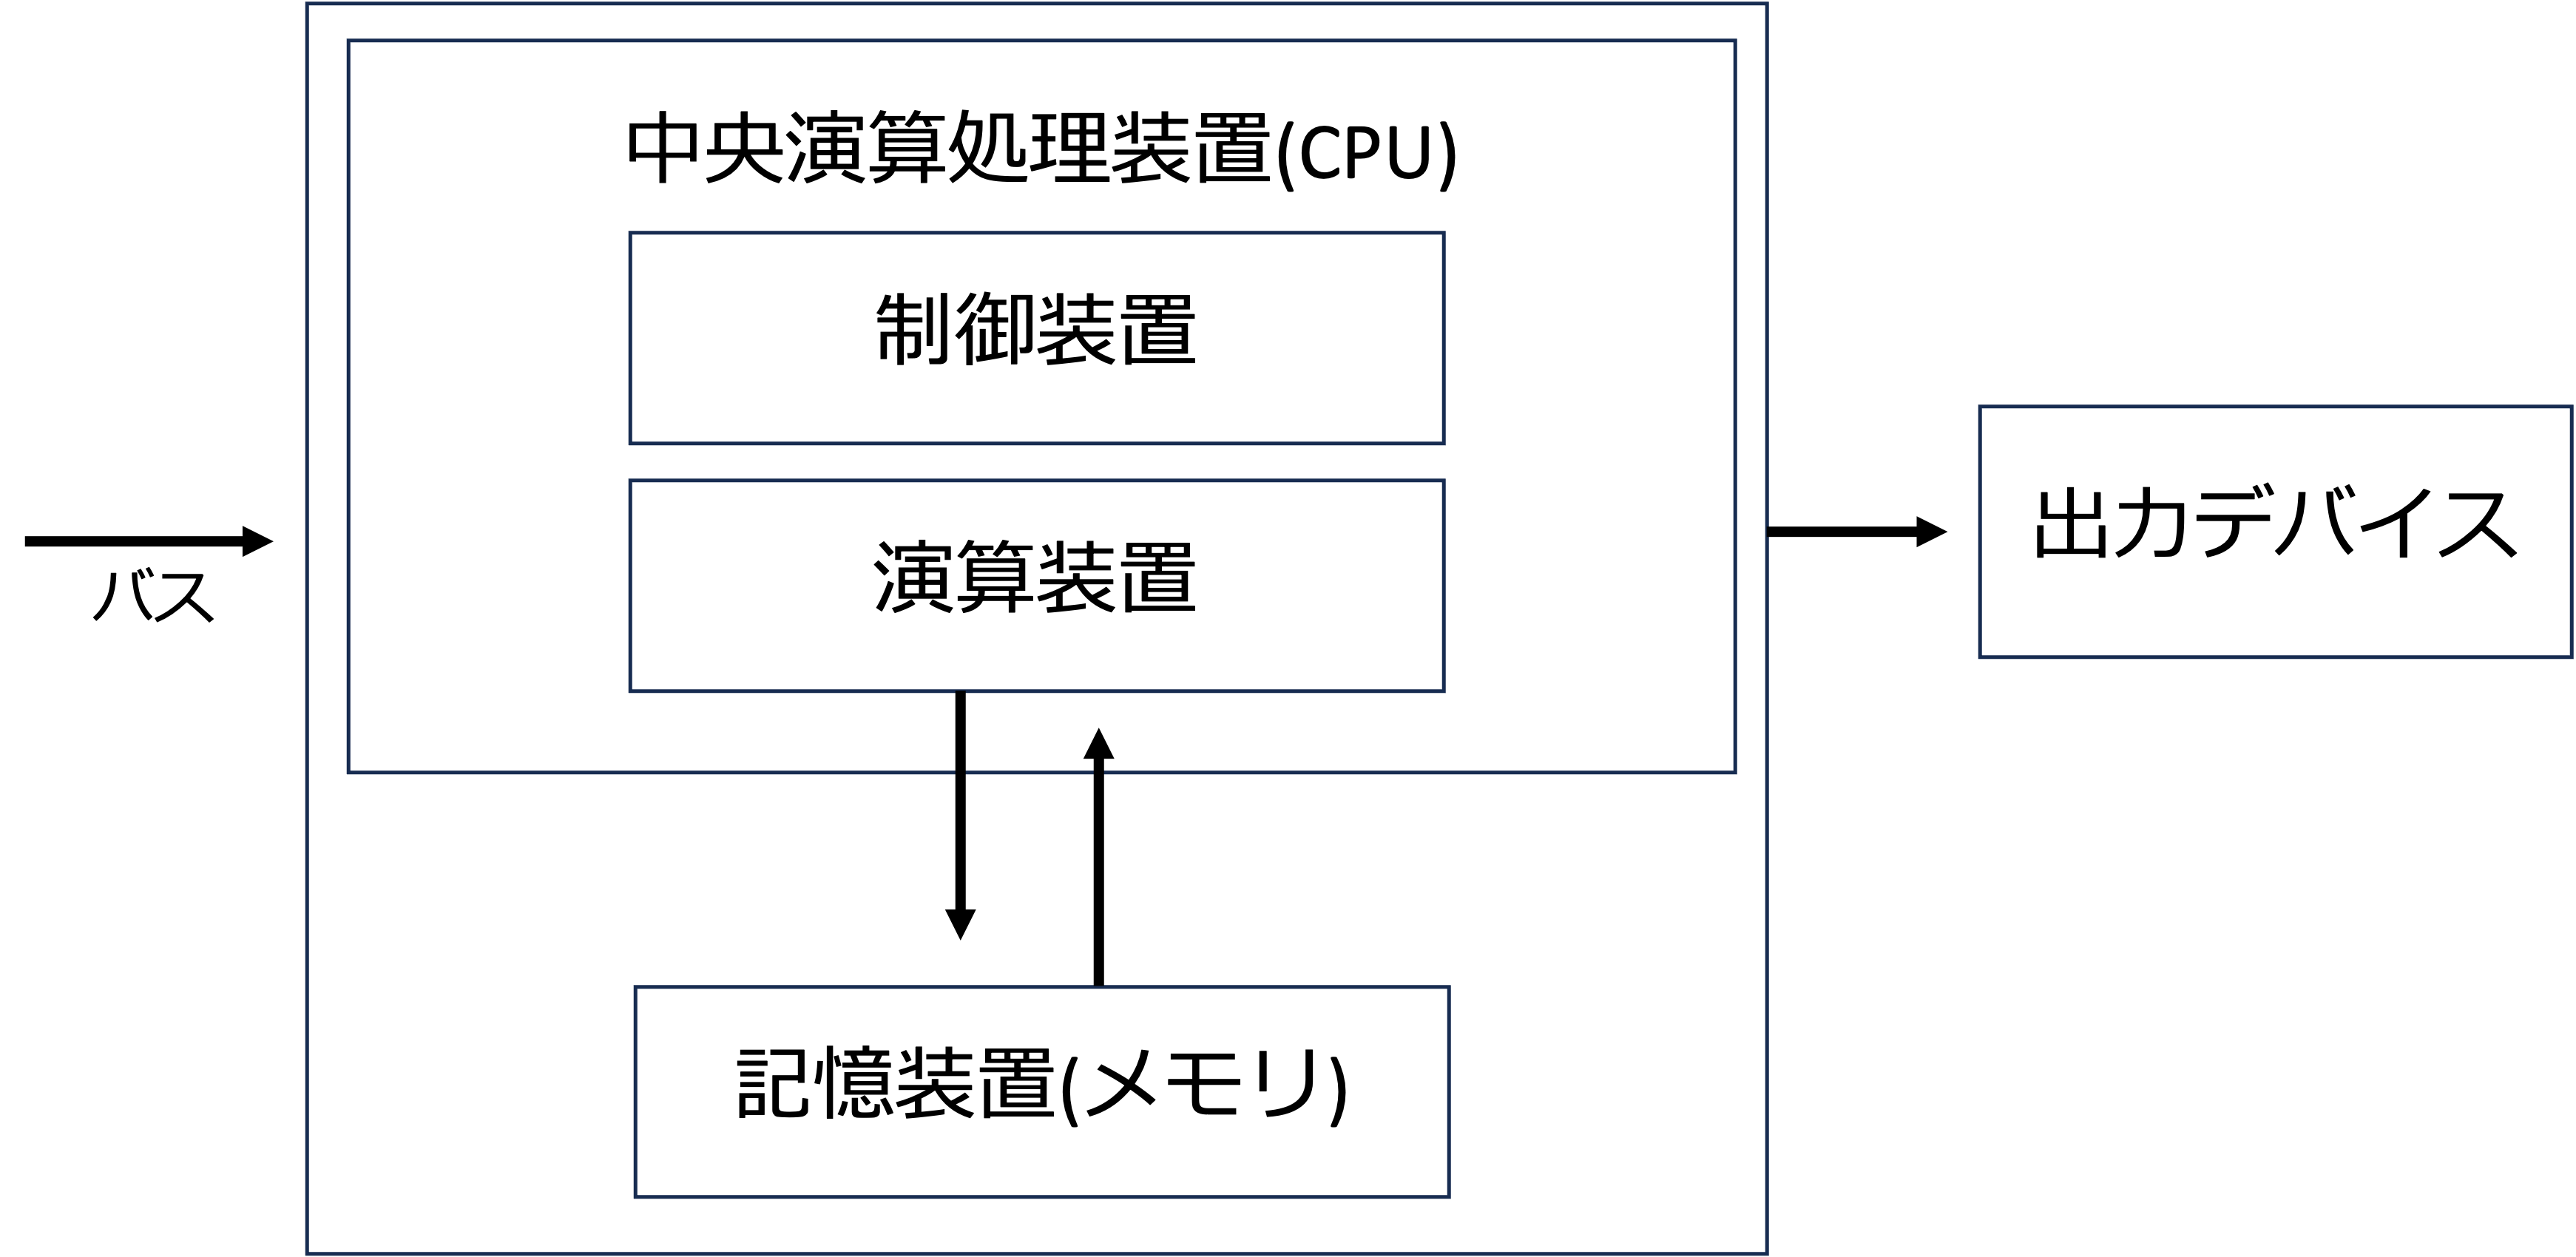 中央演算処理装置(CPU)
制御装置
演算装置
バス
出力デバイス
記憶装置(メモリ)